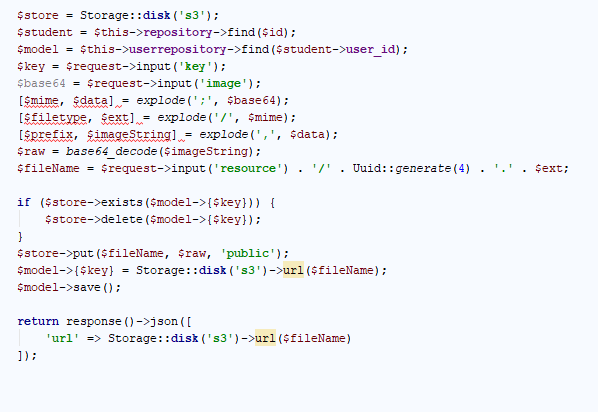 $store = Storage::disk('s3');
$student = $this->repository->find($id);
$model = $this->userrepository->find($student->user_id);
$key = $request->input('key');
$base64 = $request->input('image');
[$mime, $data] = explode(';', $base64);
[$filetype, $ext] = explode('/', $mime);
[$prefix, $imageString] = explode(',', $data);
$raw = base64_decode($imageString);
$fileName = $request->input('resource') . '/' . Uuid::generate(4) . '.' . $ext;
if ($store->exists($model->{$key})) {
$store->delete($model->{$key});
}
$store->put($fileName, $raw, 'public');
$model->{$key} = Storage::disk('s3')->url($fileName);
$model->save();
return response()->json([
'url' => Storage::disk('s3')->url($fileName)
]);